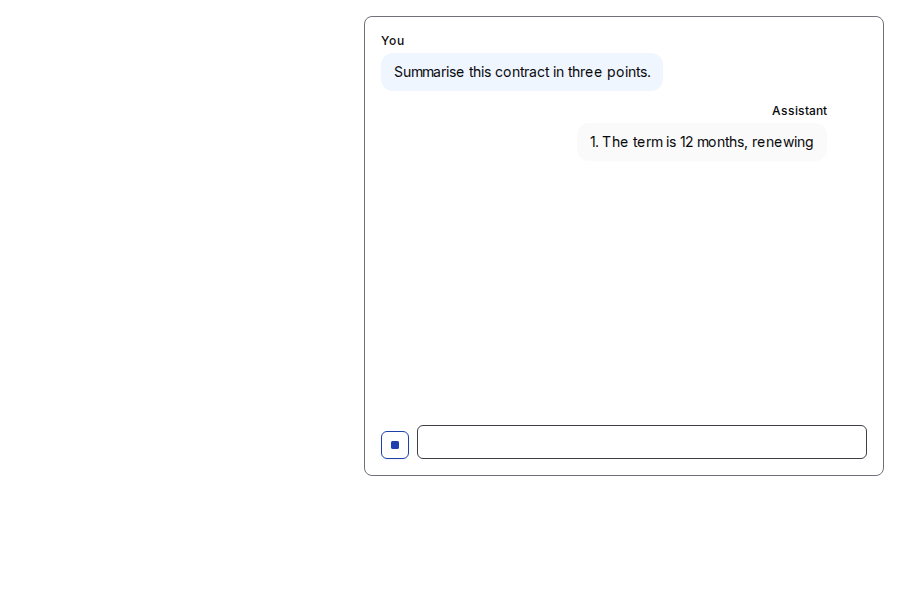 You
Summarise this contract in three points.
Assistant
1. The term is 12 months, renewing